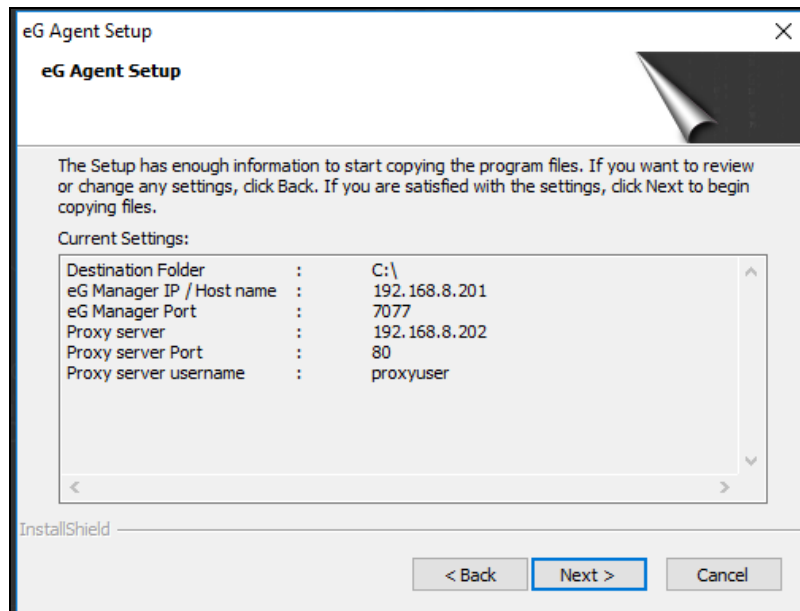 eG Agent Setup
eG Agent Setup
The Setup has enough information to start copying the program files. If you want to review
or change any settings, click Back. If you are satisfied with the settings, click Next to begin
copying files.
Current Settings:
Destination Folder : C:\
eG Manager IP / Host name : 192.168.8.201
eG Manager Port : 7077
Proxy server : 192.168.8.202
Proxy server Port : 80
Proxy server username : proxyuser
InstallShield
< Back Next > Cancel